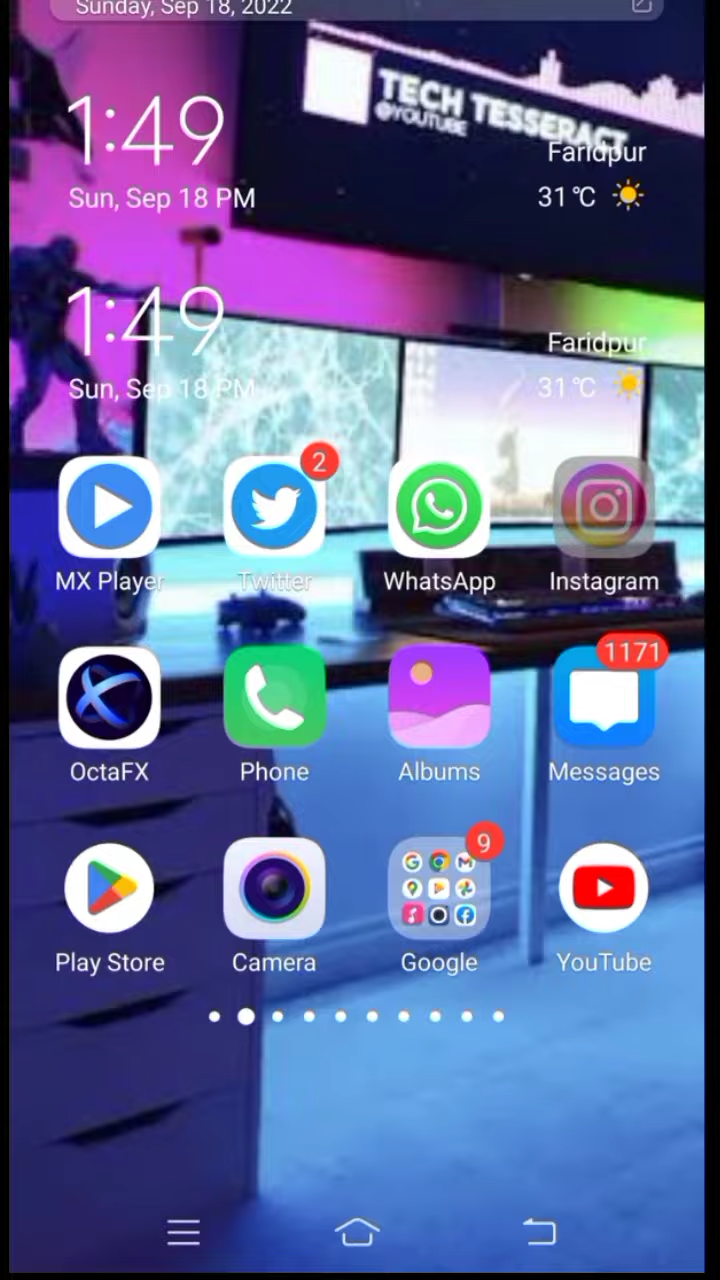 Sunday, Sep 18, 2022
TECH TESSERACT
@YOUTUBE
1:49
Faridpur
Sun, Sep 18 PM
31 °C
1:49
Faridpur
Sun, Sep 18 PM
31 °C
2
MX Player
Twitter
WhatsApp
Instagram
1171
OctaFX
Phone
Albums
Messages
9
Play Store
Camera
Google
YouTube